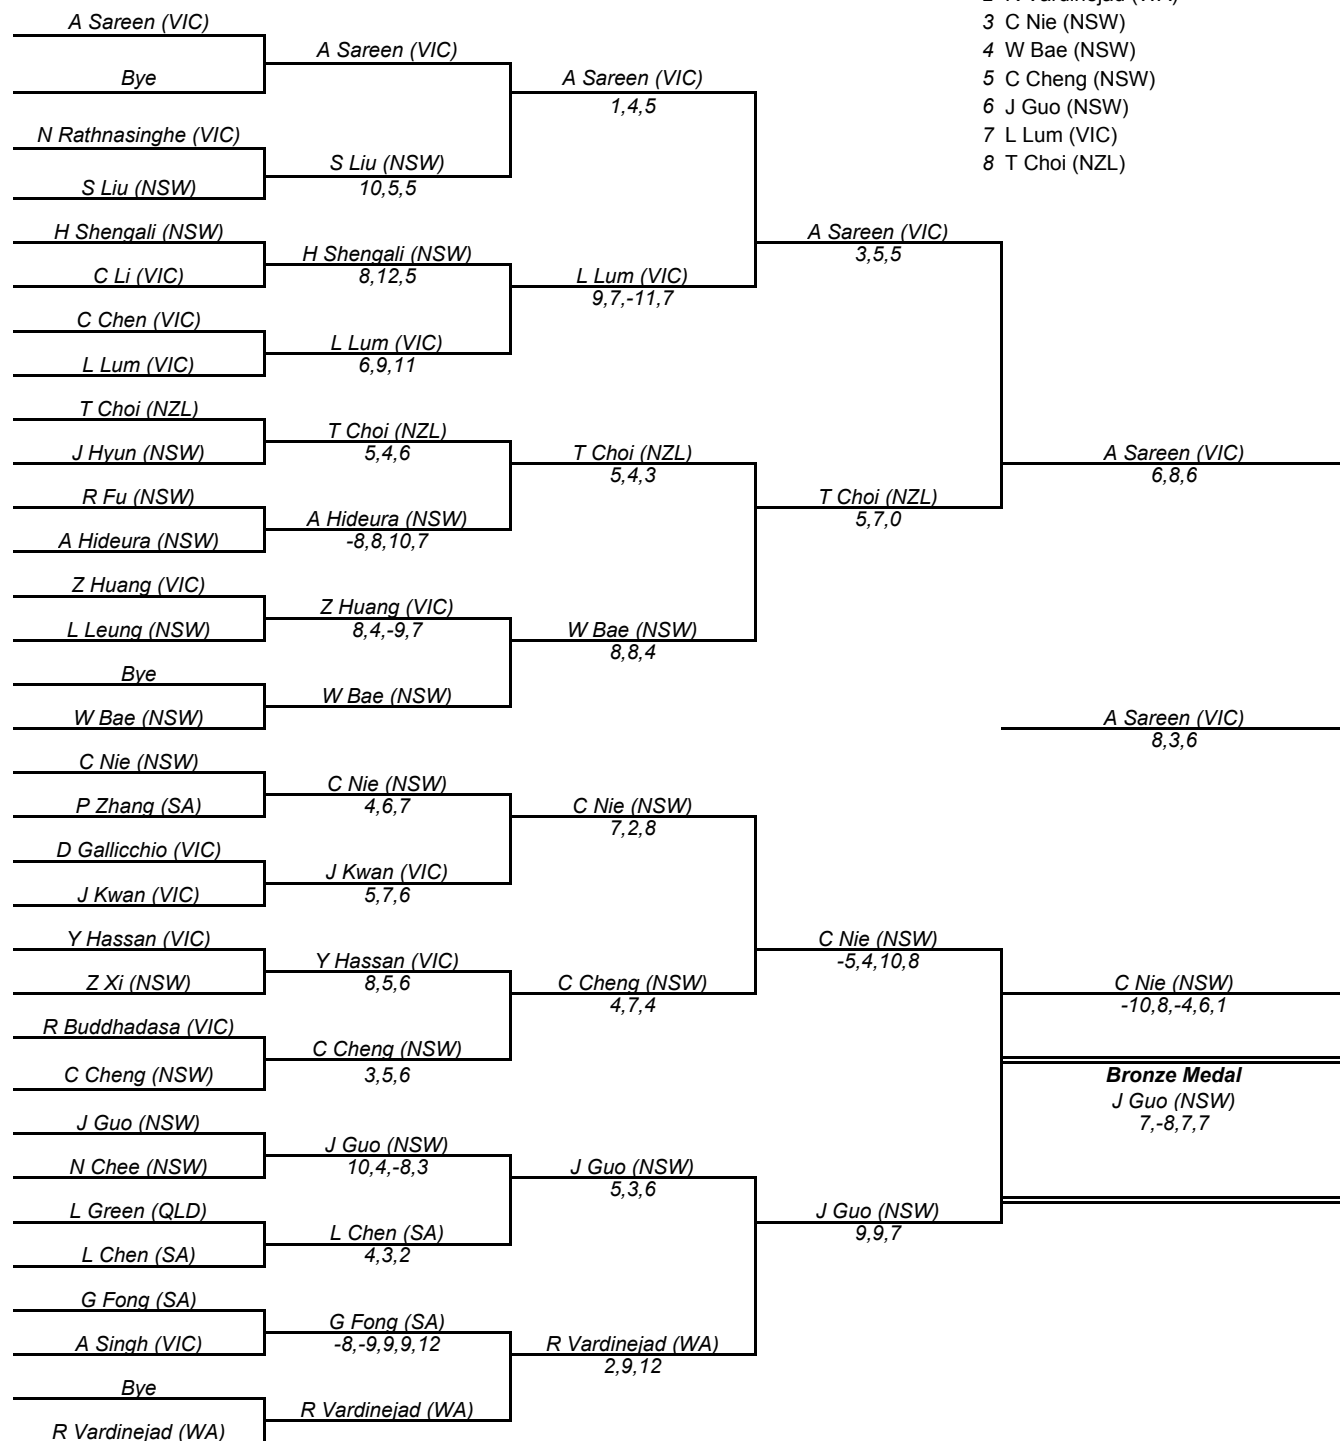 3 C Nie (NSW)
4 W Bae (NSW)
5 C Cheng (NSW)
6 J Guo (NSW)
7 L Lum (VIC)
8 T Choi (NZL)
A Sareen (VIC)
Bye
N Rathnasinghe (VIC)
S Liu (NSW)
H Shengali (NSW)
C Li (VIC)
C Chen (VIC)
L Lum (VIC)
T Choi (NZL)
J Hyun (NSW)
R Fu (NSW)
A Hideura (NSW)
Z Huang (VIC)
L Leung (NSW)
Bye
W Bae (NSW)
C Nie (NSW)
P Zhang (SA)
D Gallicchio (VIC)
J Kwan (VIC)
Y Hassan (VIC)
Z Xi (NSW)
R Buddhadasa (VIC)
C Cheng (NSW)
J Guo (NSW)
N Chee (NSW)
L Green (QLD)
L Chen (SA)
G Fong (SA)
A Singh (VIC)
Bye
R Vardinejad (WA)
A Sareen (VIC)
S Liu (NSW)
10,5,5
H Shengali (NSW)
8,12,5
L Lum (VIC)
6,9,11
T Choi (NZL)
5,4,6
A Hideura (NSW)
-8,8,10,7
Z Huang (VIC)
8,4,-9,7
W Bae (NSW)
C Nie (NSW)
4,6,7
J Kwan (VIC)
5,7,6
Y Hassan (VIC)
8,5,6
C Cheng (NSW)
3,5,6
J Guo (NSW)
10,4,-8,3
L Chen (SA)
4,3,2
G Fong (SA)
-8,-9,9,9,12
R Vardinejad (WA)
A Sareen (VIC)
1,4,5
L Lum (VIC)
9,7,-11,7
T Choi (NZL)
5,4,3
W Bae (NSW)
8,8,4
C Nie (NSW)
7,2,8
C Cheng (NSW)
4,7,4
J Guo (NSW)
5,3,6
R Vardinejad (WA)
2,9,12
A Sareen (VIC)
3,5,5
T Choi (NZL)
5,7,0
C Nie (NSW)
-5,4,10,8
J Guo (NSW)
9,9,7
A Sareen (VIC)
6,8,6
A Sareen (VIC)
8,3,6
C Nie (NSW)
-10,8,-4,6,1
Bronze Medal
J Guo (NSW)
7,-8,7,7